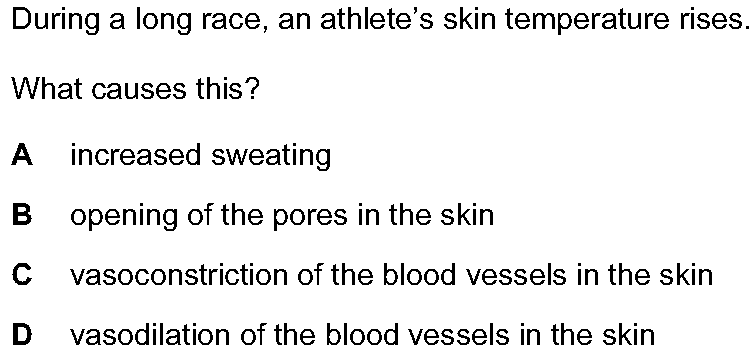 During a long race, an athlete’s skin temperature rises.
What causes this?
A increased sweating
B opening of the pores in the skin
C vasoconstriction of the blood vessels in the skin
D vasodilation of the blood vessels in the skin